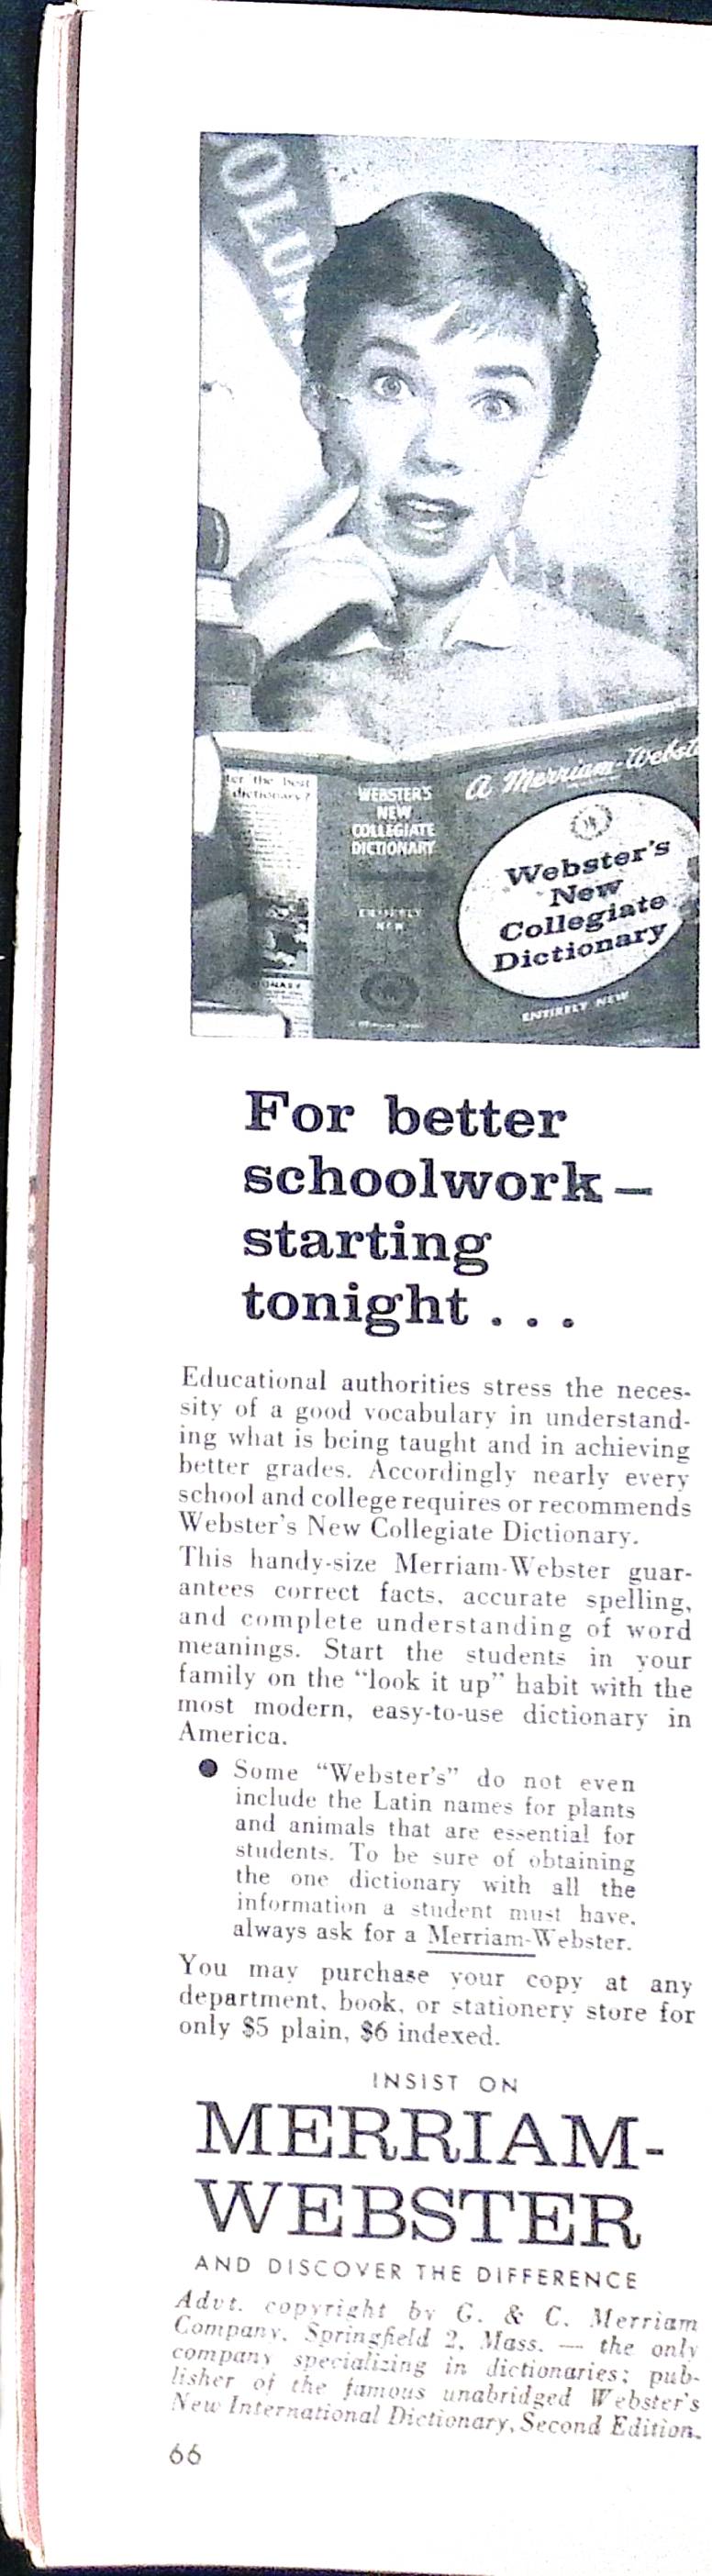 OLUM
A Merriam-Webst
ter the best
dictionary?
WEBSTER'S
NEW
COLLEGIATE
DICTIONARY
ENTIRELY
NEW
Webster's
New
Collegiate
Dictionary
ENTIRELY NEW
For better
schoolwork —
starting
tonight . . .
Educational authorities stress the neces-
sity of a good vocabulary in understand-
ing what is being taught and in achieving
better grades. Accordingly nearly every
school and college requires or recommends
Webster's New Collegiate Dictionary.
This handy-size Merriam-Webster guar-
antees correct facts, accurate spelling,
and complete understanding of word
meanings. Start the students in your
family on the “look it up” habit with the
most modern, easy-to-use dictionary in
America.
● Some “Webster's” do not even
include the Latin names for plants
and animals that are essential for
students. To be sure of obtaining
the one dictionary with all the
information a student must have,
always ask for a Merriam-Webster.
You may purchase your copy at any
department, book, or stationery store for
only $5 plain, $6 indexed.
INSIST ON
MERRIAM-
WEBSTER
AND DISCOVER THE DIFFERENCE
Advt. copyright by G. & C. Merriam
Company, Springfield 2, Mass. — the only
company specializing in dictionaries; pub-
lisher of the famous unabridged Webster's
New International Dictionary, Second Edition.
66